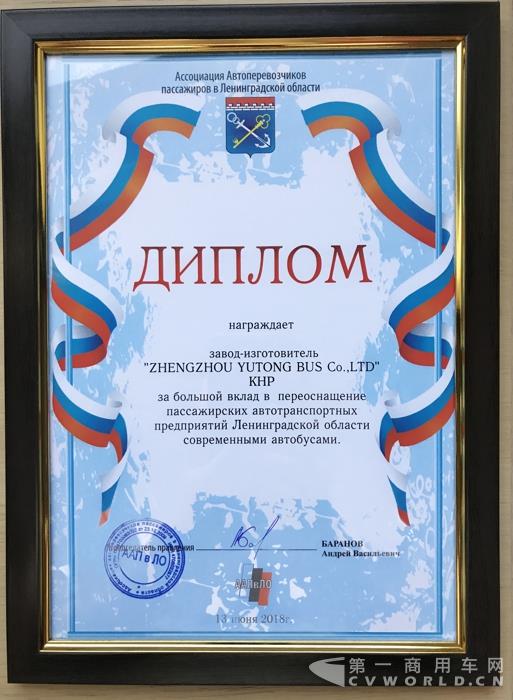 Ассоциация Автоперевозчиков
пассажиров в Ленинградской области
ДИПЛОМ
награждает
завод-изготовитель
"ZHENGZHOU YUTONG BUS Co.,LTD"
КНР
за большой вклад в переоснащение
пассажирских автотранспортных
предприятий Ленинградской области
современными автобусами.
Председатель правления
БАРАНОВ
Андрей Васильевич
ААП в ЛО
ААПвЛО
13 июня 2018г.
第一商用车网
CVWORLD.CN